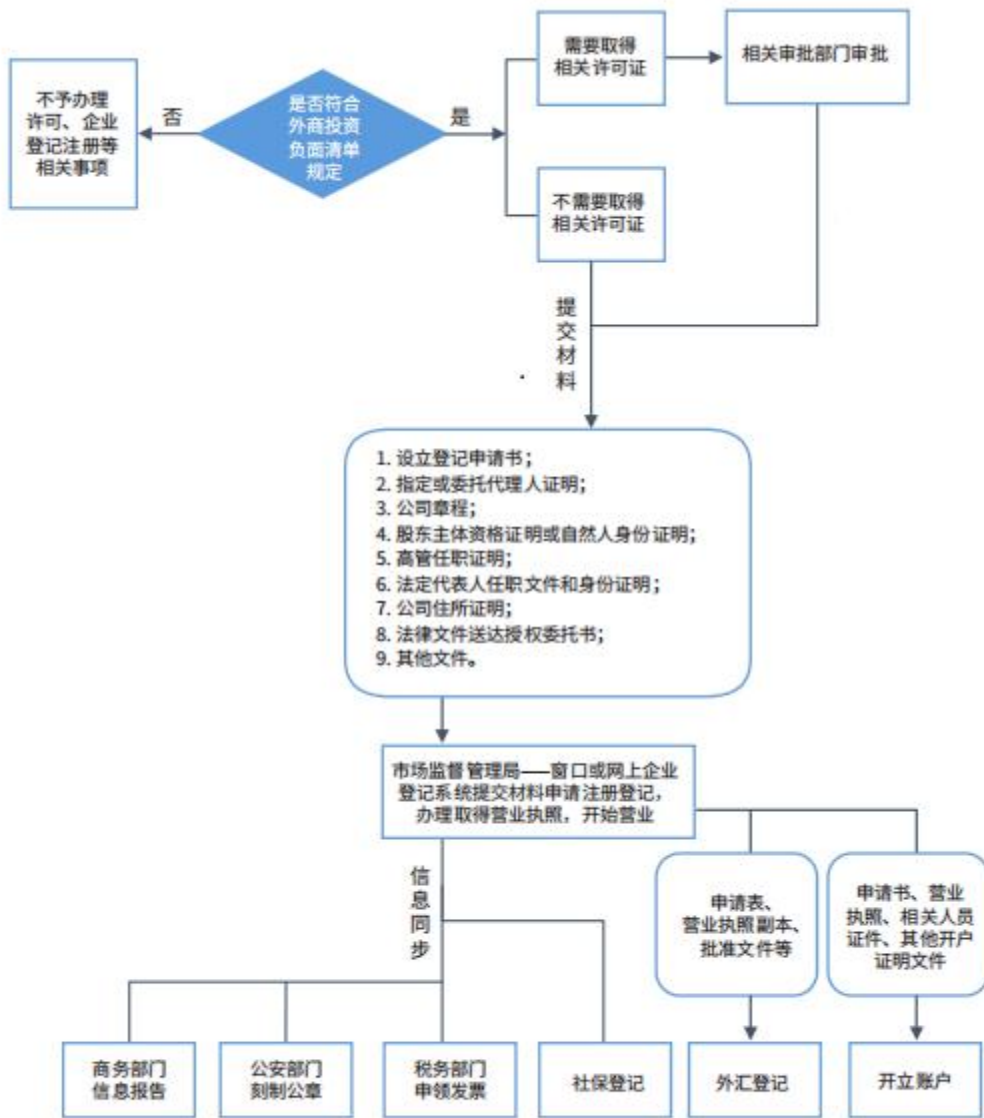 需要取得
相关许可证
相关审批部门审批
不予办理
许可、企业
登记注册等
相关事项
否
是否符合
外商投资
负面清单
规定
是
不需要取得
相关许可证
提交材料
1. 设立登记申请书；
2. 指定或委托代理人证明；
3. 公司章程；
4. 股东主体资格证明或自然人身份证明；
5. 高管任职证明；
6. 法定代表人任职文件和身份证明；
7. 公司住所证明；
8. 法律文件送达授权委托书；
9. 其他文件。
市场监督管理局——窗口或网上企业
登记系统提交材料申请注册登记，
办理取得营业执照，开始营业
信息同步
申请表、
营业执照副本、
批准文件等
申请书、营业
执照、相关人员
证件、其他开户
证明文件
商务部门
信息报告
公安部门
刻制公章
税务部门
申领发票
社保登记
外汇登记
开立账户